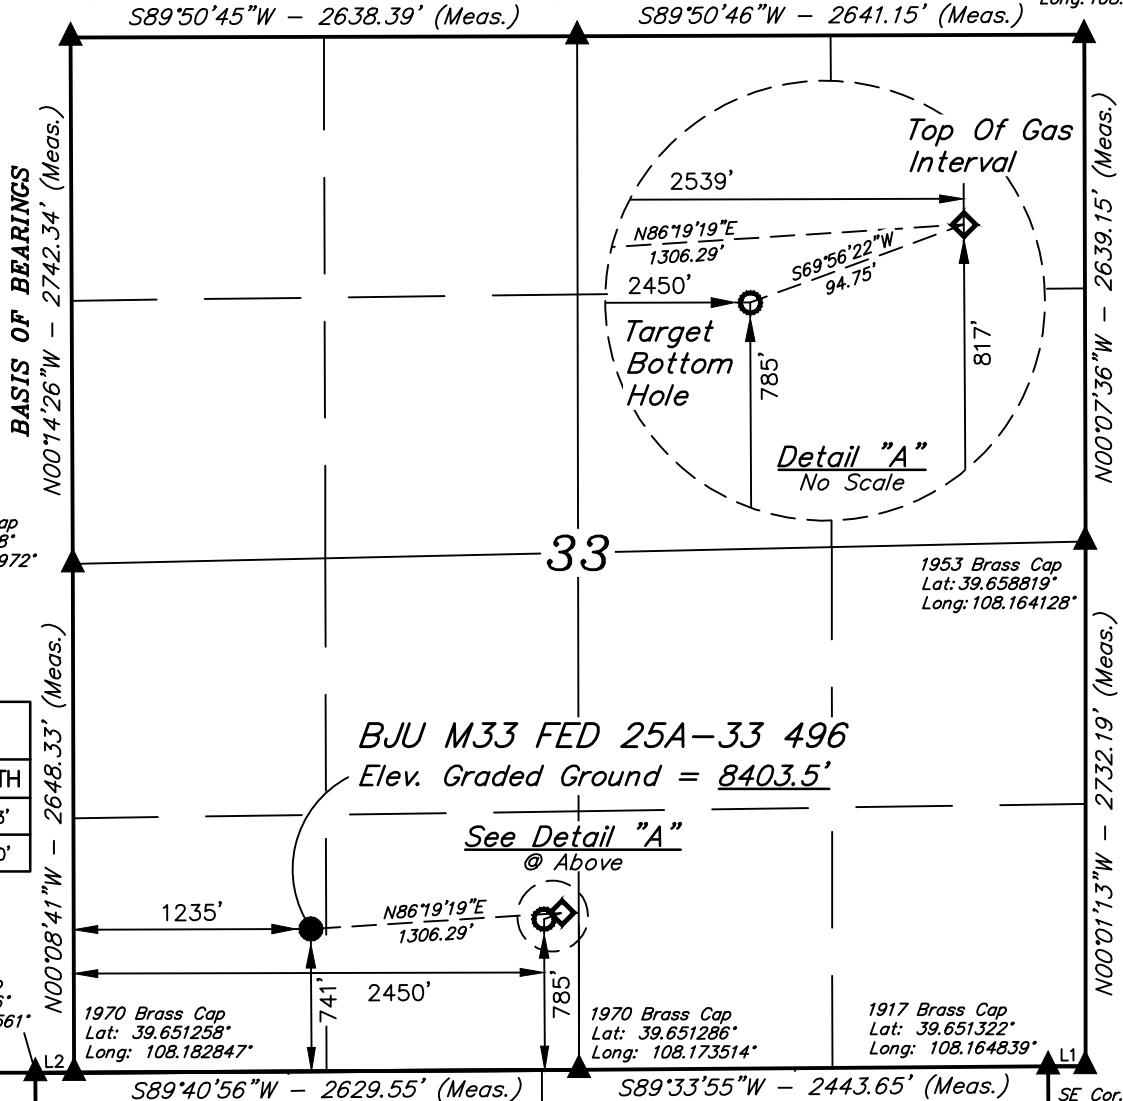 S89°50'45"W - 2638.39' (Meas.)
S89°50'46" W - 2641.15' (Meas.)
BASIS OF BEARINGS
N00°14'26"W - 2742.34' (Meas.)
N00°07'36"W - 2639.15' (Meas.)
Top Of Gas
Interval
2539'
N86°19'19"E
1306.29'
S69°56'22"W
94.75'
2450'
Target
Bottom
Hole
785'
817'
Detail "A"
No Scale
ap
8°
972°
33
1953 Brass Cap
Lat: 39.658819°
Long: 108.164128°
N00°08'41"W - 2648.33' (Meas.)
N00°01'13"W - 2732.19' (Meas.)
TH
BJU M33 FED 25A-33 496
Elev. Graded Ground = 8403.5'
See Detail "A"
@ Above
1235'
N86°19'19"E
1306.29'
2450'
741'
785'
561°
1970 Brass Cap
Lat: 39.651258°
Long: 108.182847°
1970 Brass Cap
Lat: 39.651286°
Long: 108.173514°
1917 Brass Cap
Lat: 39.651322°
Long: 108.164839°
L2
L1
S89°40'56"W - 2629.55' (Meas.)
S89°33'55"W - 2443.65' (Meas.)
SE Cor.